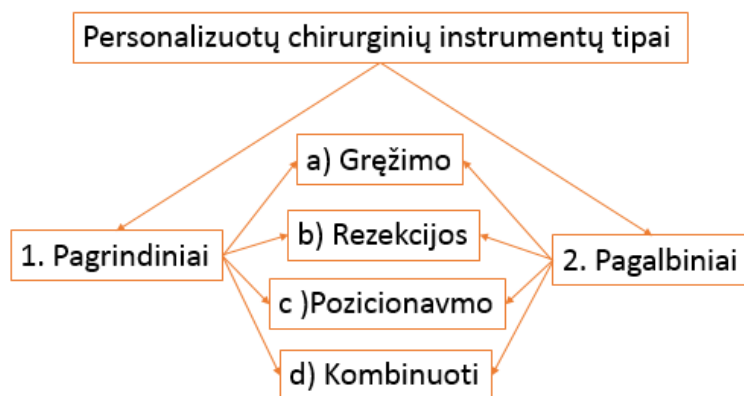 Personalizuotų chirurginių instrumentų tipai
a) Gręžimo
1. Pagrindiniai
b) Rezekcijos
2. Pagalbiniai
c )Pozicionavmo
d) Kombinuoti